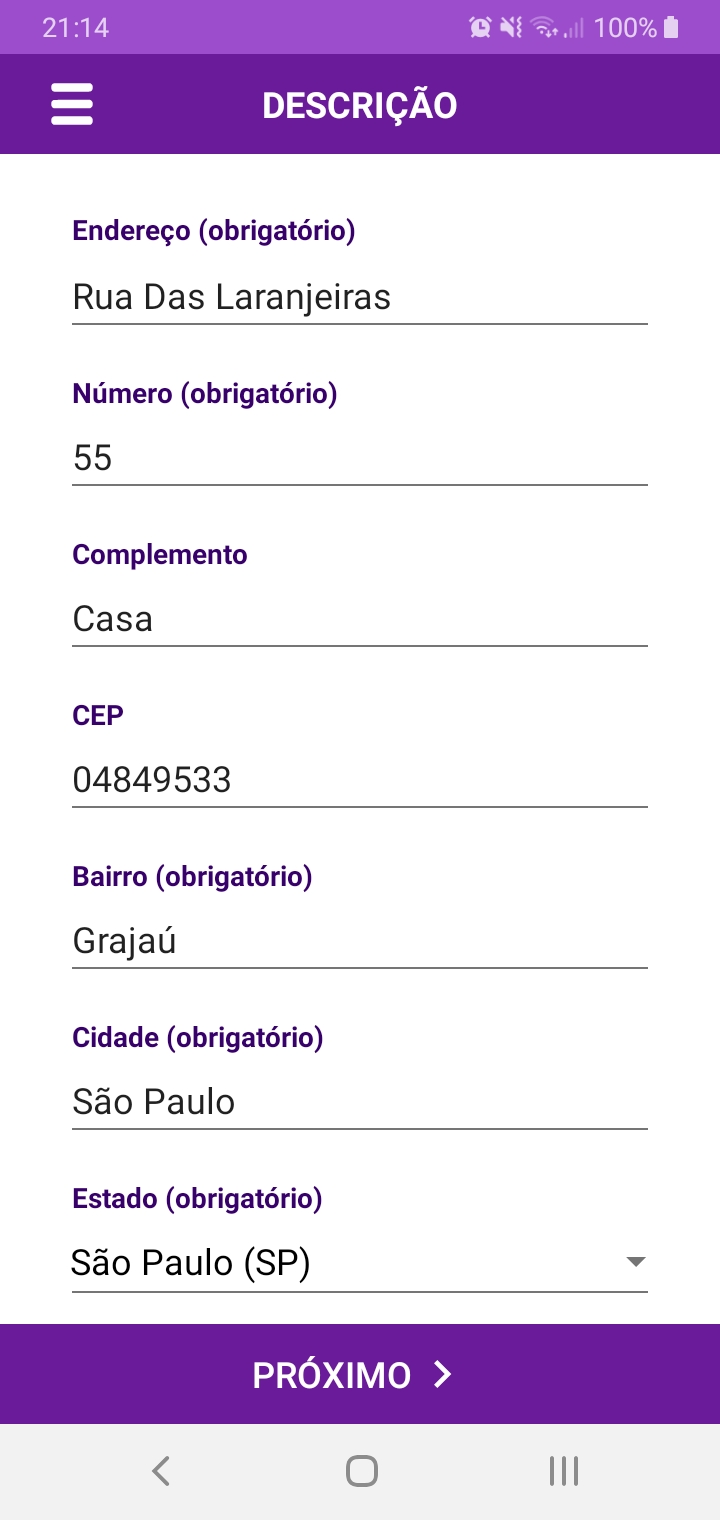 21:14 100%
DESCRIÇÃO
Endereço (obrigatório)
Rua Das Laranjeiras
Número (obrigatório)
55
Complemento
Casa
CEP
04849533
Bairro (obrigatório)
Grajaú
Cidade (obrigatório)
São Paulo
Estado (obrigatório)
São Paulo (SP)
PRÓXIMO